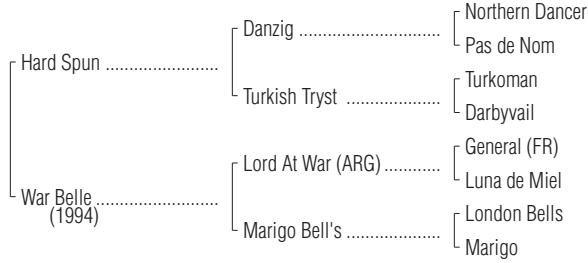 Northern Dancer
Danzig ................................
Pas de Nom
Hard Spun ........................
Turkoman
Turkish Tryst .....................
Darbyvail
General (FR)
Lord At War (ARG) ............
Luna de Miel
War Belle ..........................
(1994)
London Bells
Marigo Bell's .....................
Marigo